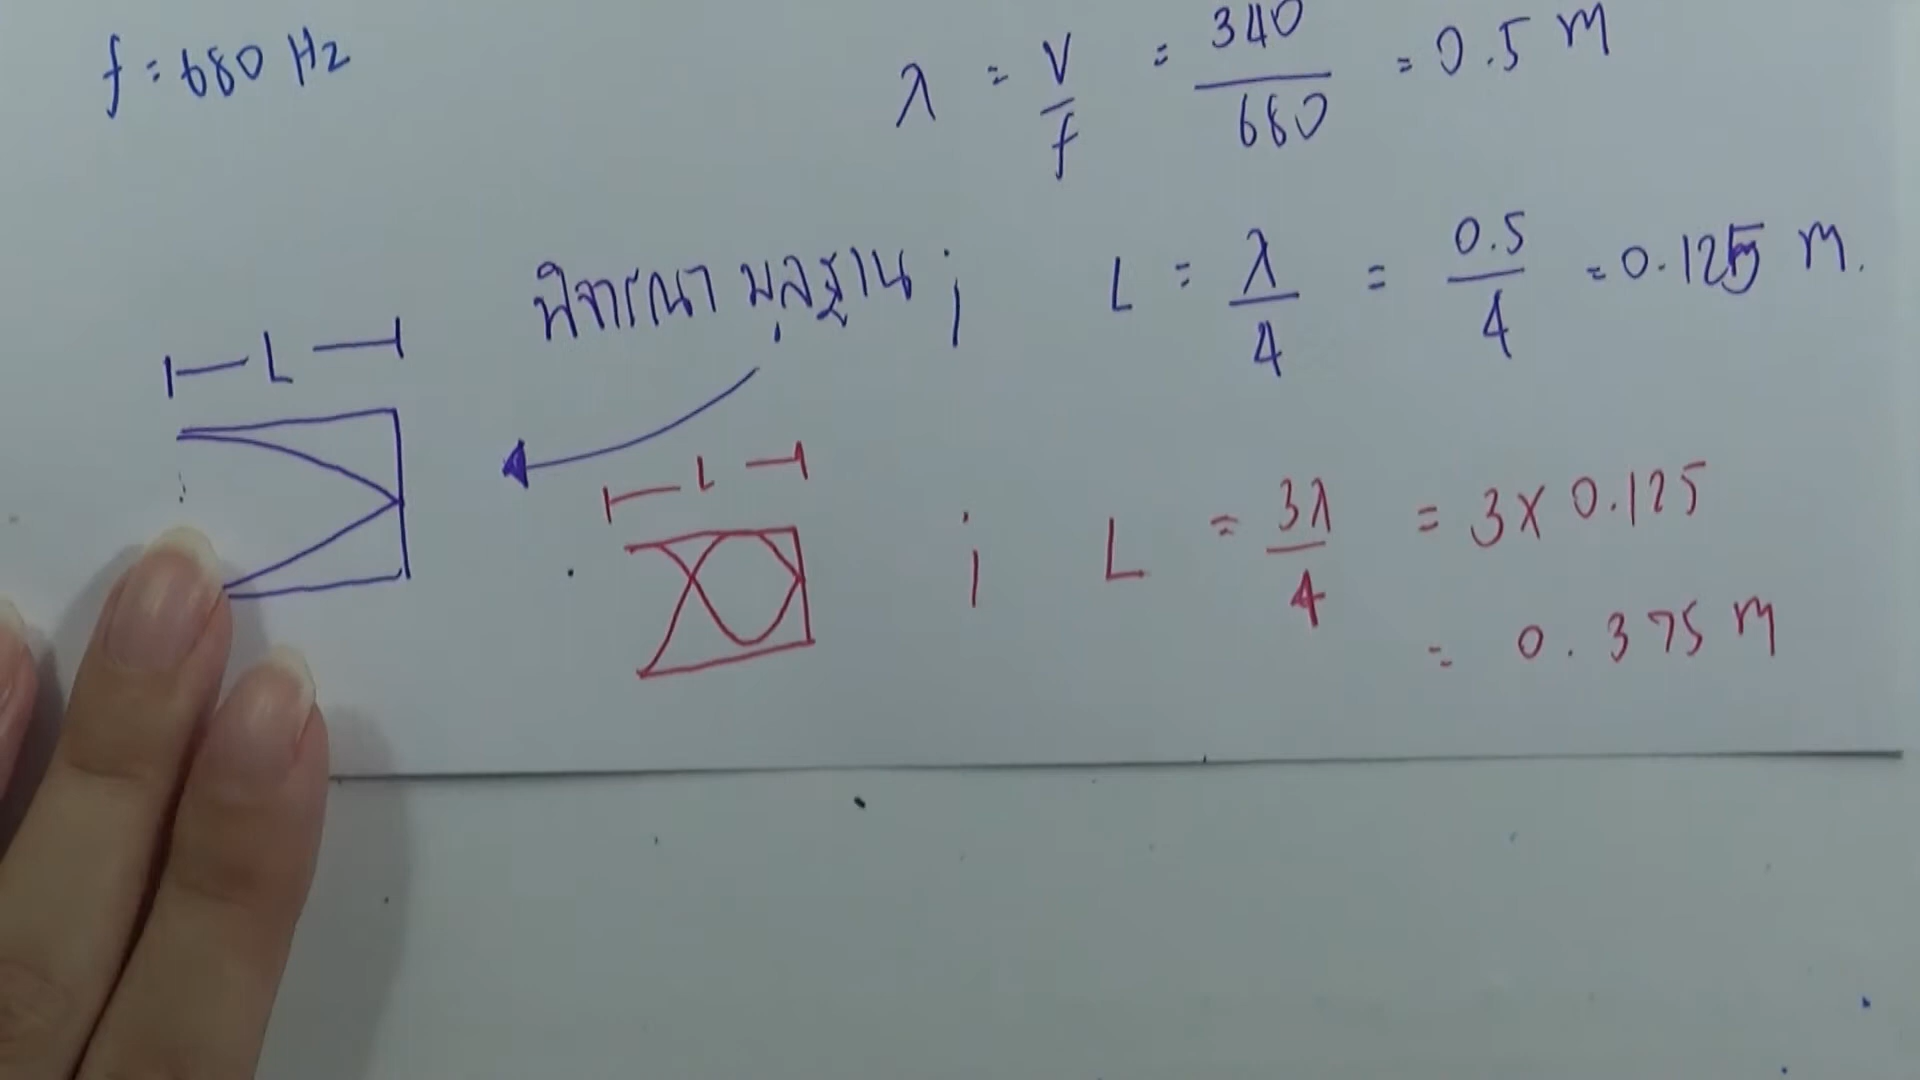 f = 680 Hz
λ = v/f = 340/680 = 0.5 m
พิจารณา มูลฐาน ; L = λ/4 = 0.5/4 = 0.125 m.
L
L ; L = 3λ/4 = 3 x 0.125
= 0.375 m